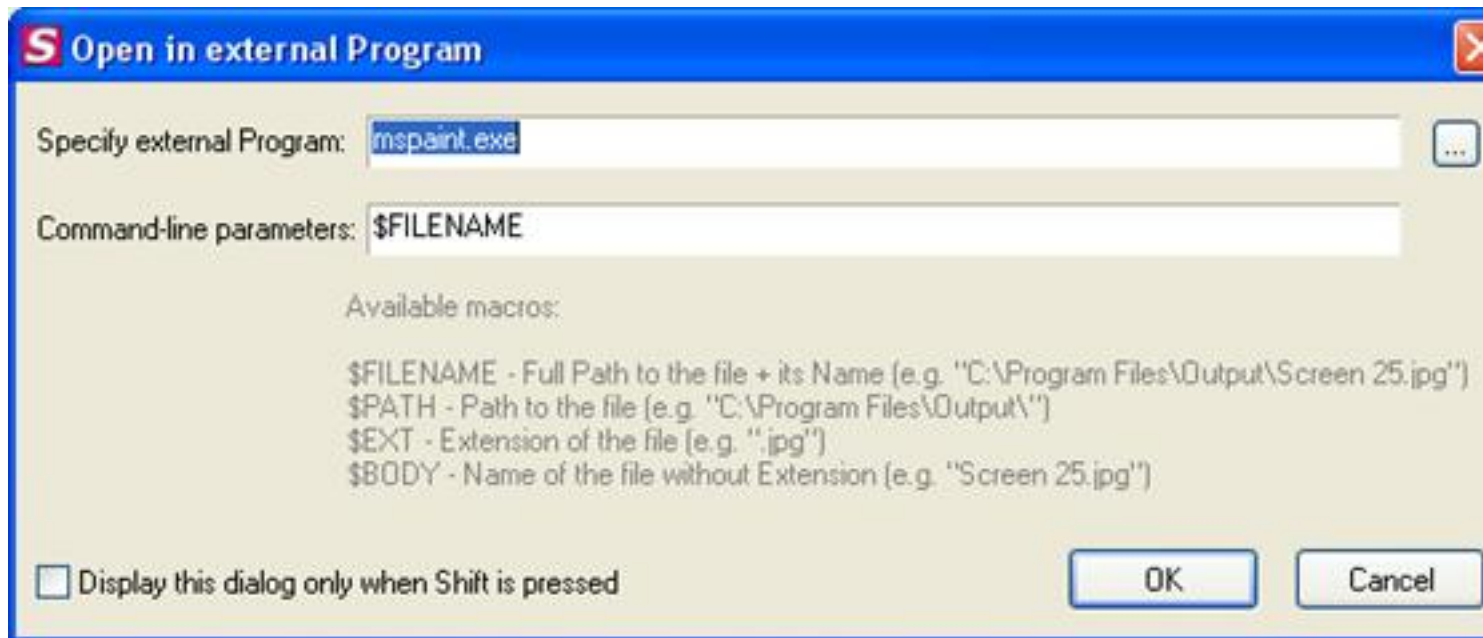 S Open in external Program
Specify external Program: mspaint.exe ...
Command-line parameters: $FILENAME
Available macros:
$FILENAME - Full Path to the file + its Name (e.g. "C:\Program Files\Output\Screen 25.jpg")
$PATH - Path to the file (e.g. "C:\Program Files\Output\")
$EXT - Extension of the file (e.g. ".jpg")
$BODY - Name of the file without Extension (e.g. "Screen 25.jpg")
Display this dialog only when Shift is pressed OK Cancel